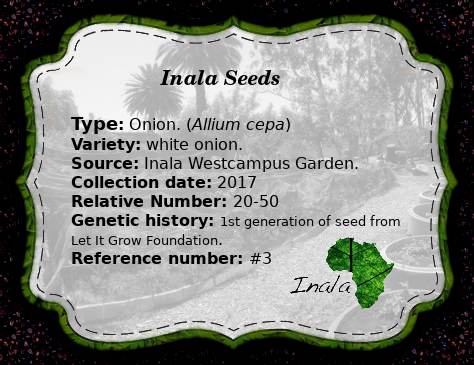 Inala Seeds
Type: Onion. (Allium cepa)
Variety: white onion.
Source: Inala Westcampus Garden.
Collection date: 2017
Relative Number: 20-50
Genetic history: 1st generation of seed from
Let It Grow Foundation.
Reference number: #3
Inala